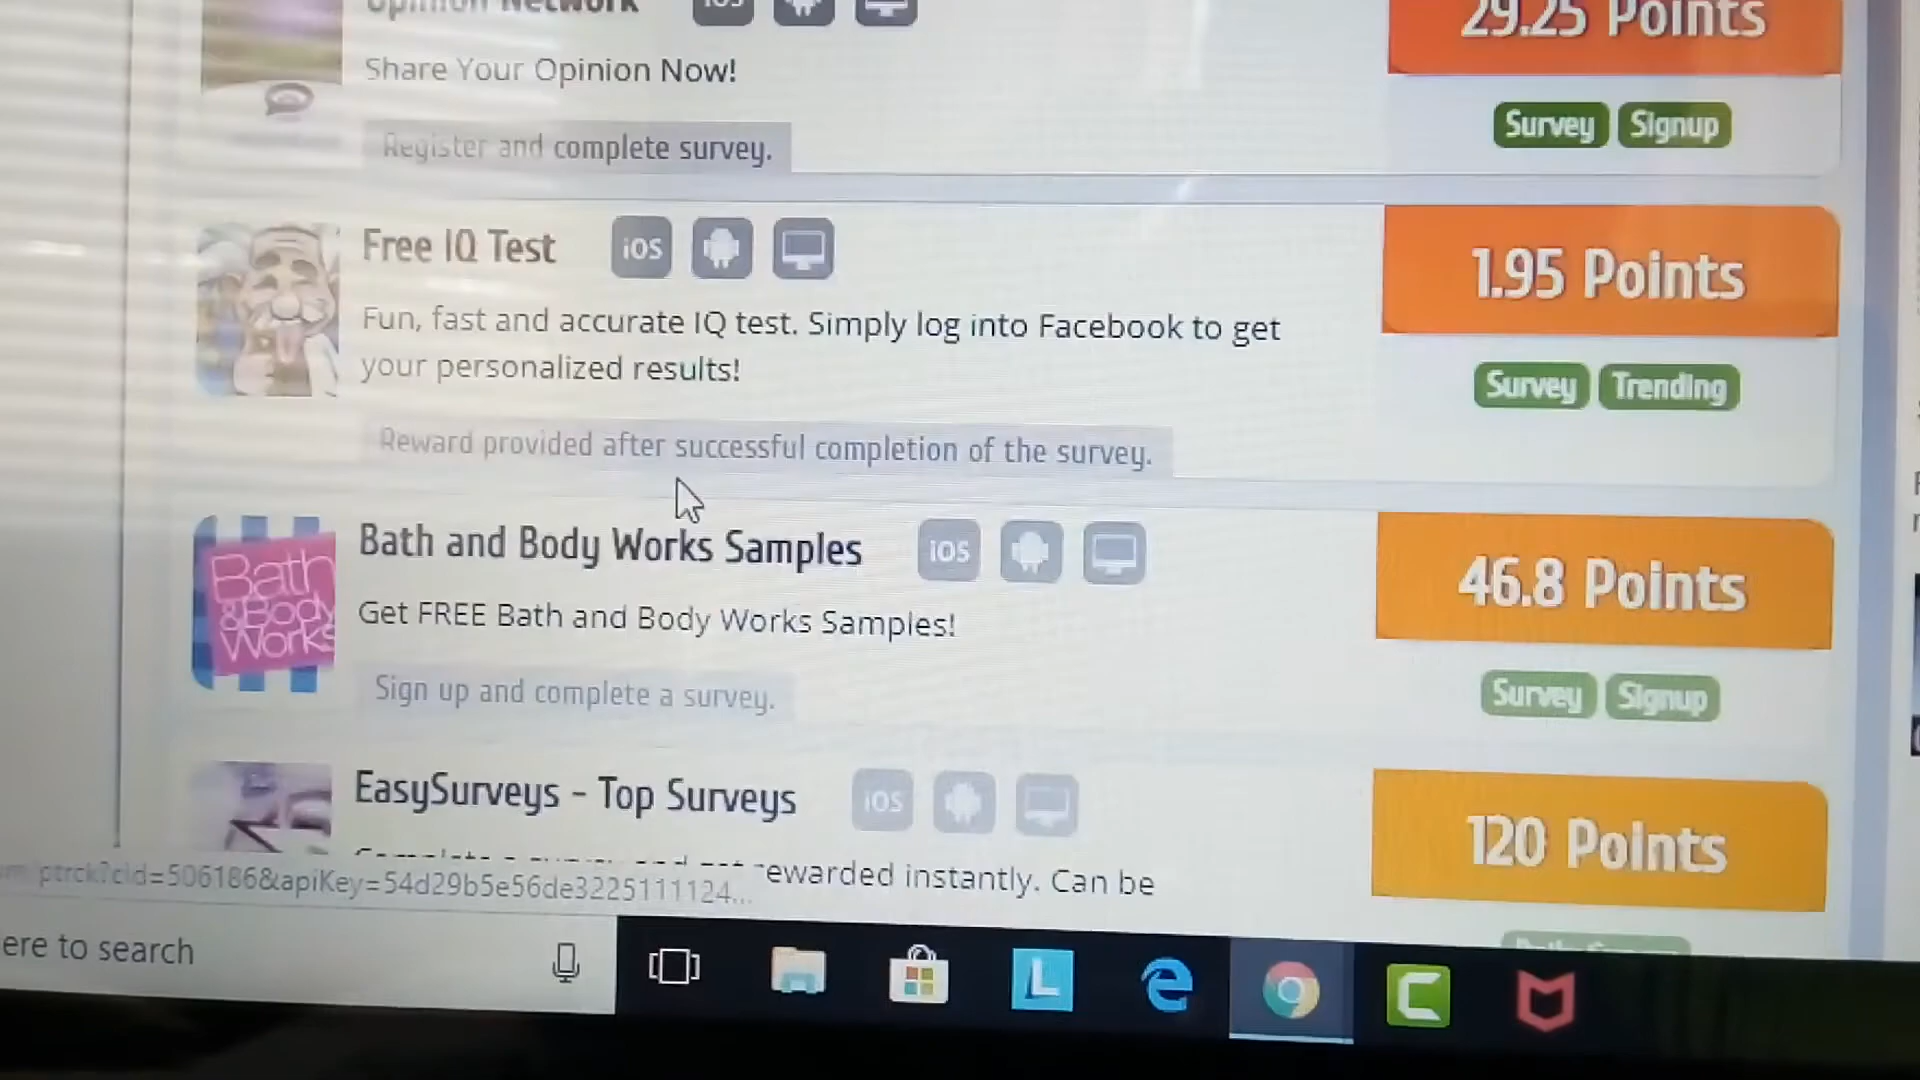 Opinion Network iOS
29.25 Points
Share Your Opinion Now!
Survey Signup
Register and complete survey.
Free IQ Test iOS
1.95 Points
Fun, fast and accurate IQ test. Simply log into Facebook to get
your personalized results!
Survey Trending
Reward provided after successful completion of the survey.
Bath and Body Works Samples iOS
46.8 Points
Bath
&Body
Works
Get FREE Bath and Body Works Samples!
Survey Signup
Sign up and complete a survey.
EasySurveys - Top Surveys iOS
120 Points
rewarded instantly. Can be
ptrck?cid=506186&apiKey=54d29b5e56de3225111124...
ere to search
L